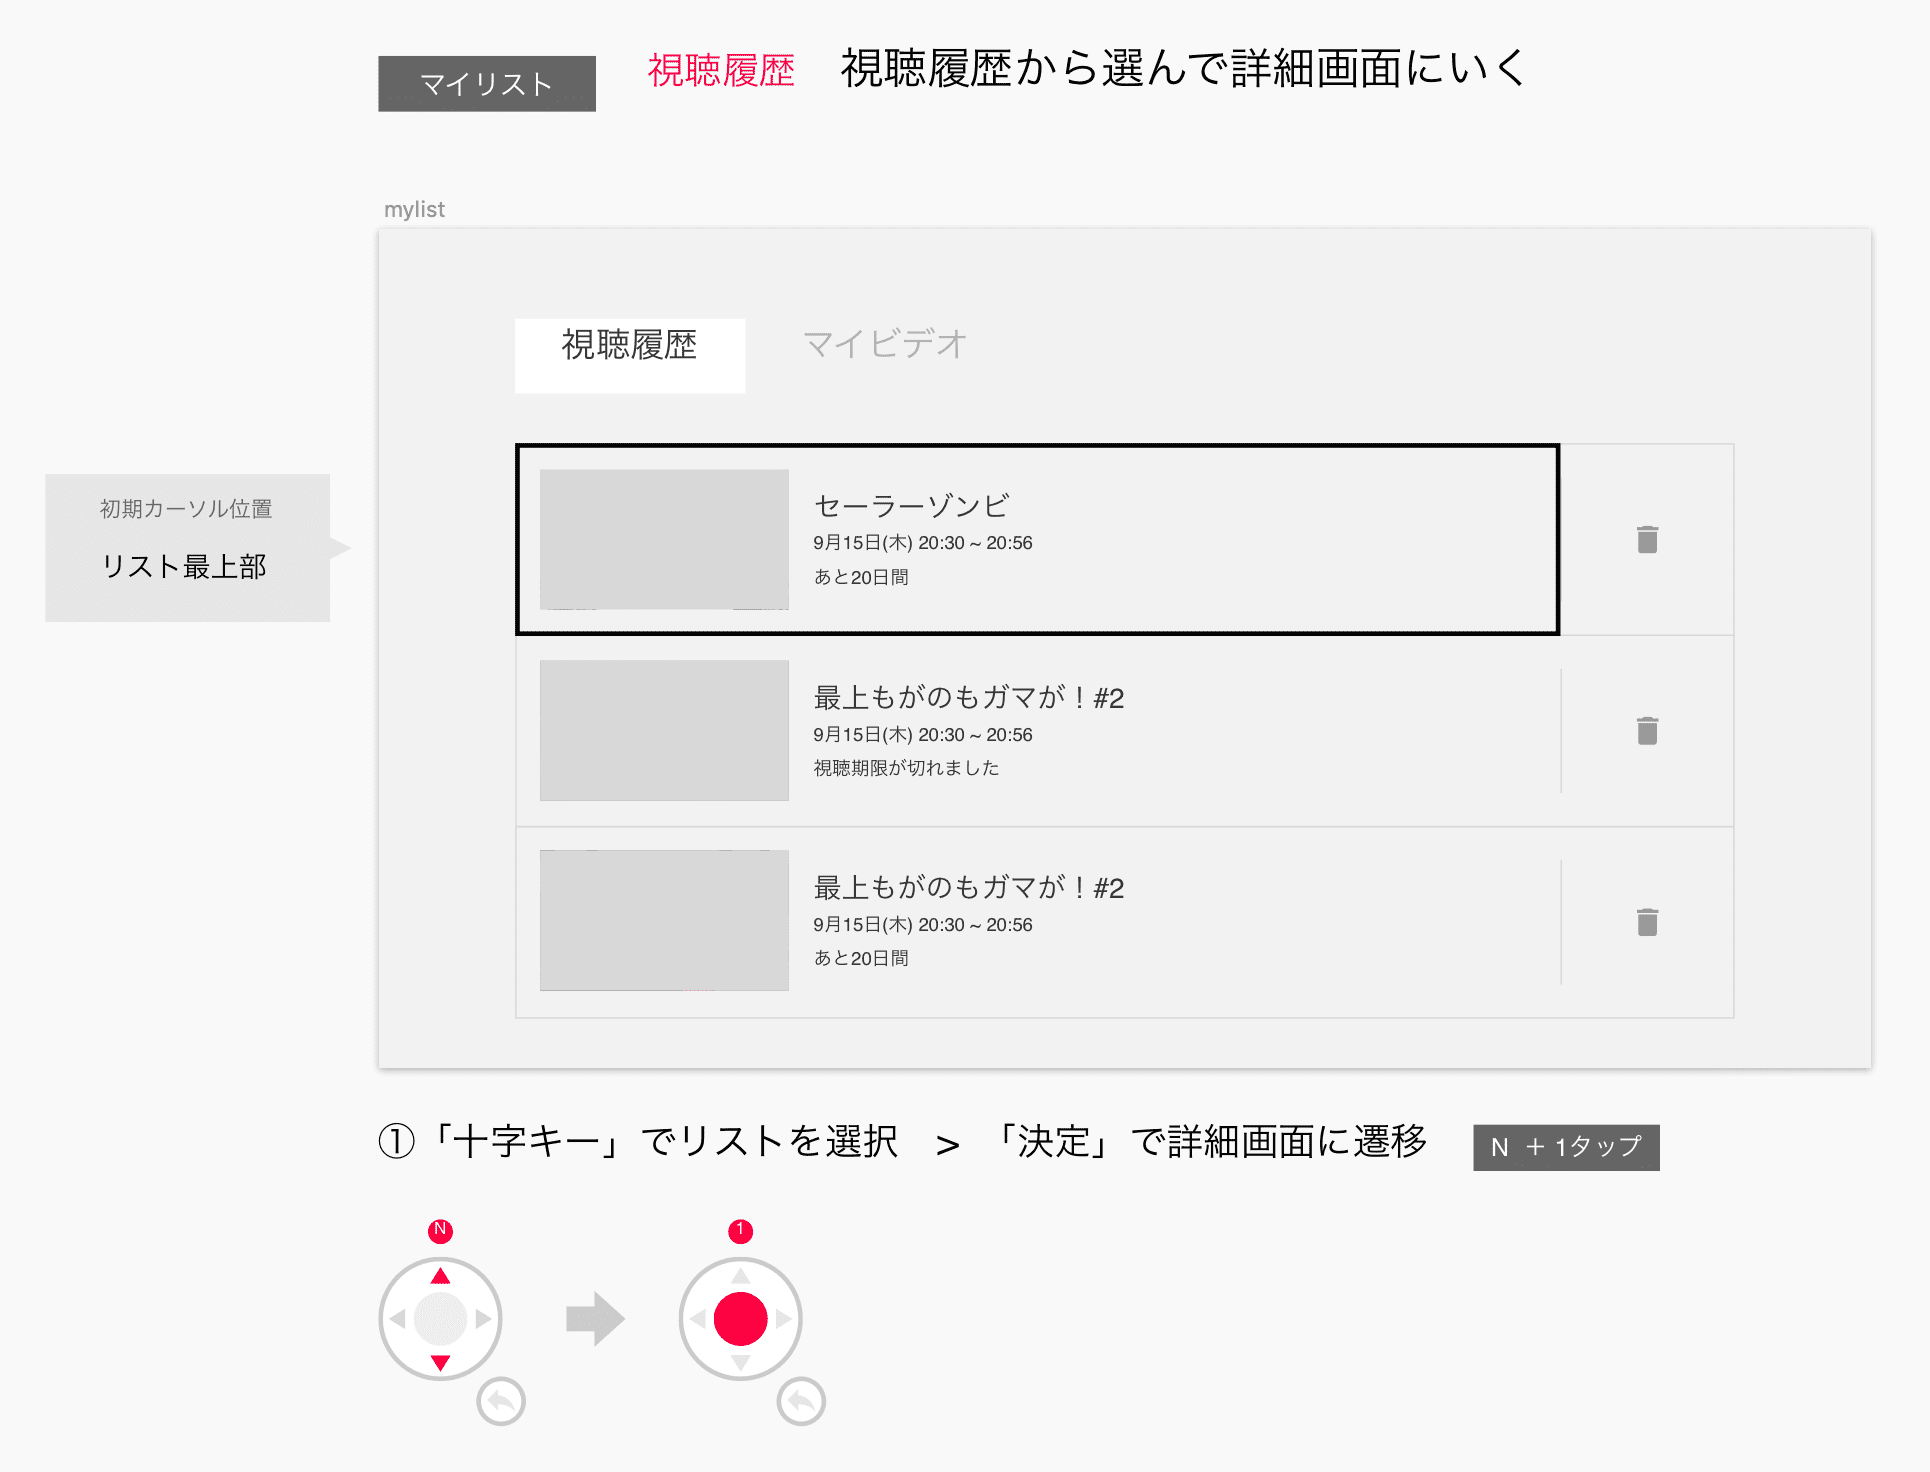 マイリスト 視聴履歴 視聴履歴から選んで詳細画面にいく
mylist
視聴履歴 マイビデオ
初期カーソル位置
リスト最上部
セーラーゾンビ
9月15日(木) 20:30 ~ 20:56
あと20日間
最上もがのもガマが！#2
9月15日(木) 20:30 ~ 20:56
視聴期限が切れました
最上もがのもガマが！#2
9月15日(木) 20:30 ~ 20:56
あと20日間
①「十字キー」でリストを選択 > 「決定」で詳細画面に遷移 N ＋ 1タップ
N 1